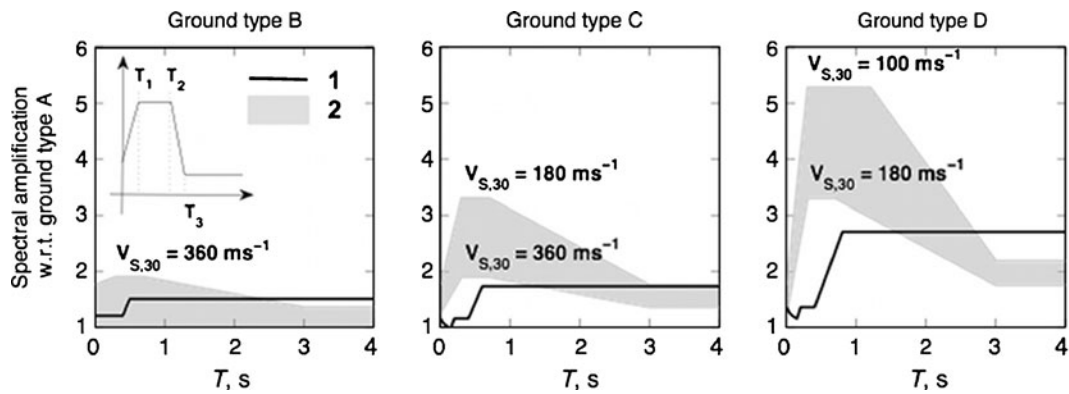 Ground type B
Ground type C
Ground type D
Spectral amplification
w.r.t. ground type A
6
5
4
3
2
1
T1
T2
T3
1
2
VS,30 = 360 ms−1
0
1
2
3
4
T, s
6
5
4
3
2
1
VS,30 = 180 ms−1
VS,30 = 360 ms−1
0
1
2
3
4
T, s
6
5
4
3
2
1
VS,30 = 100 ms−1
VS,30 = 180 ms−1
0
1
2
3
4
T, s